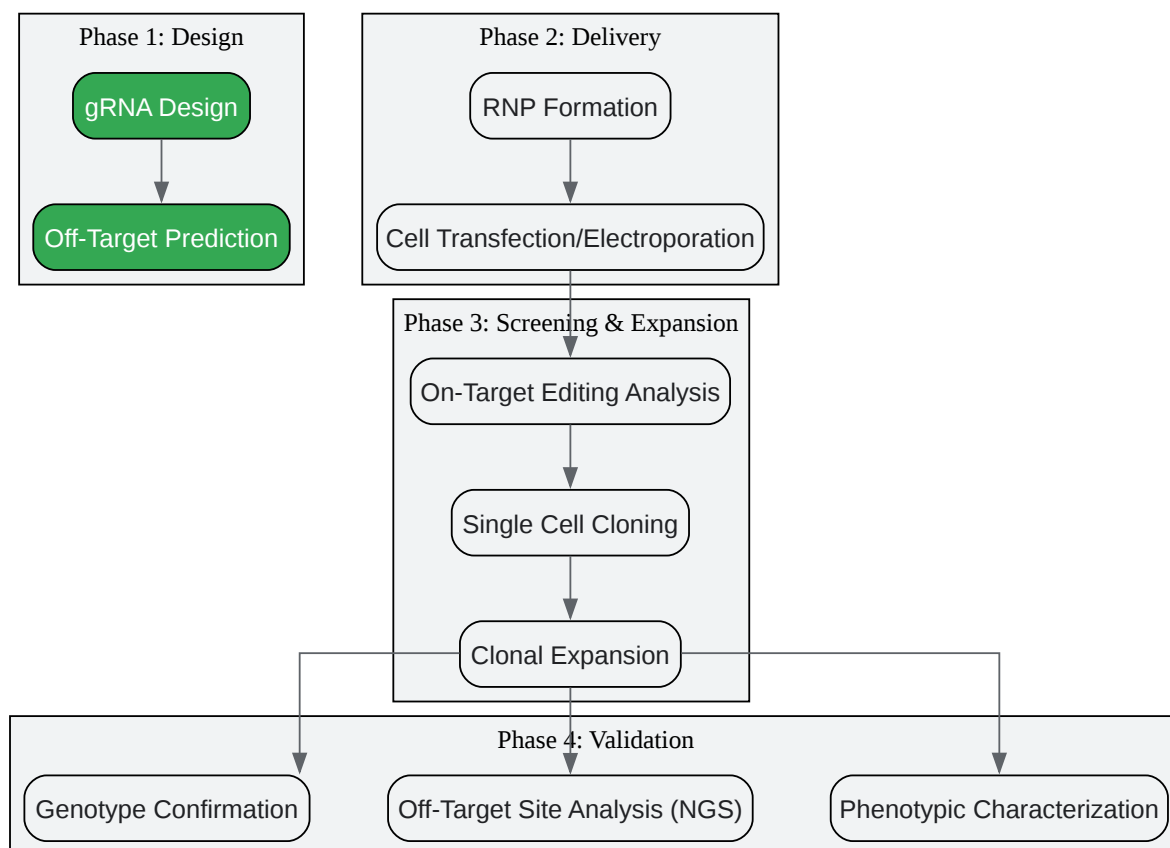 Phase 1: Design
gRNA Design
Off-Target Prediction
Phase 2: Delivery
RNP Formation
Cell Transfection/Electroporation
Phase 3: Screening & Expansion
On-Target Editing Analysis
Single Cell Cloning
Clonal Expansion
Phase 4: Validation
Genotype Confirmation
Off-Target Site Analysis (NGS)
Phenotypic Characterization